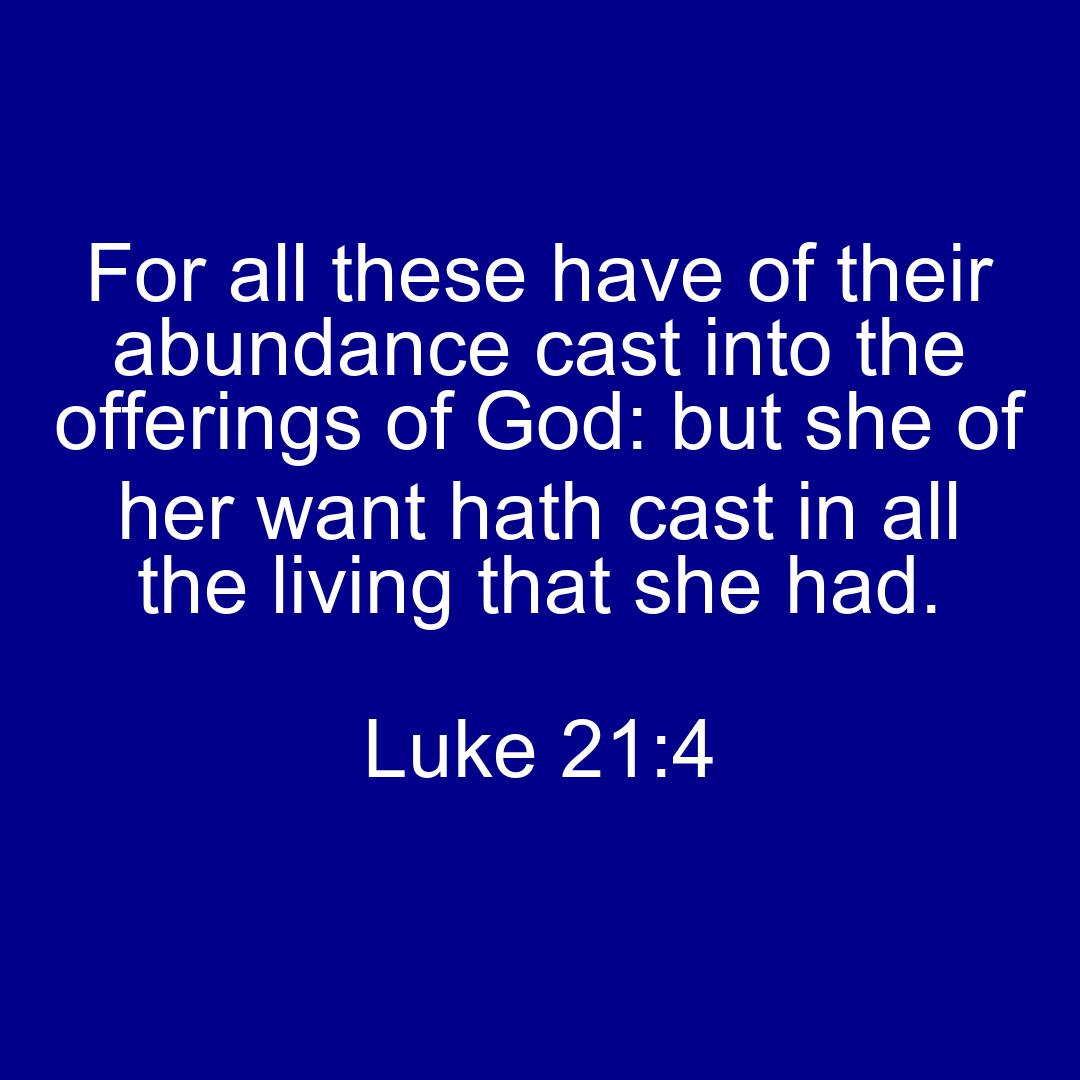 For all these have of their
abundance cast into the
offerings of God: but she of
her want hath cast in all
the living that she had.
Luke 21:4